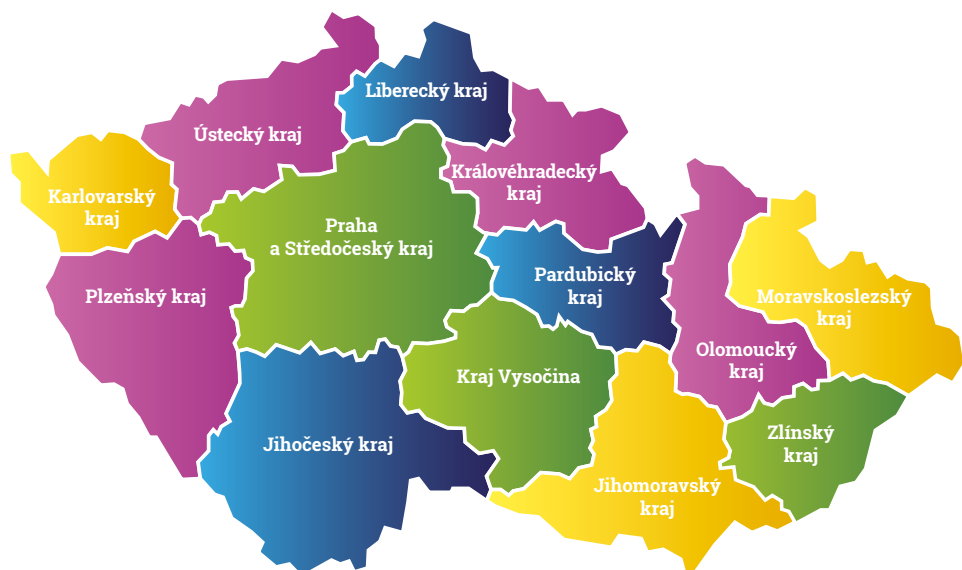 Liberecký kraj
Ústecký kraj
Královéhradecký
kraj
Karlovarský
kraj
Praha
a Středočeský kraj
Pardubický
kraj
Plzeňský kraj
Moravskoslezský
kraj
Olomoucký
kraj
Kraj Vysočina
Zlínský
kraj
Jihočeský kraj
Jihomoravský
kraj